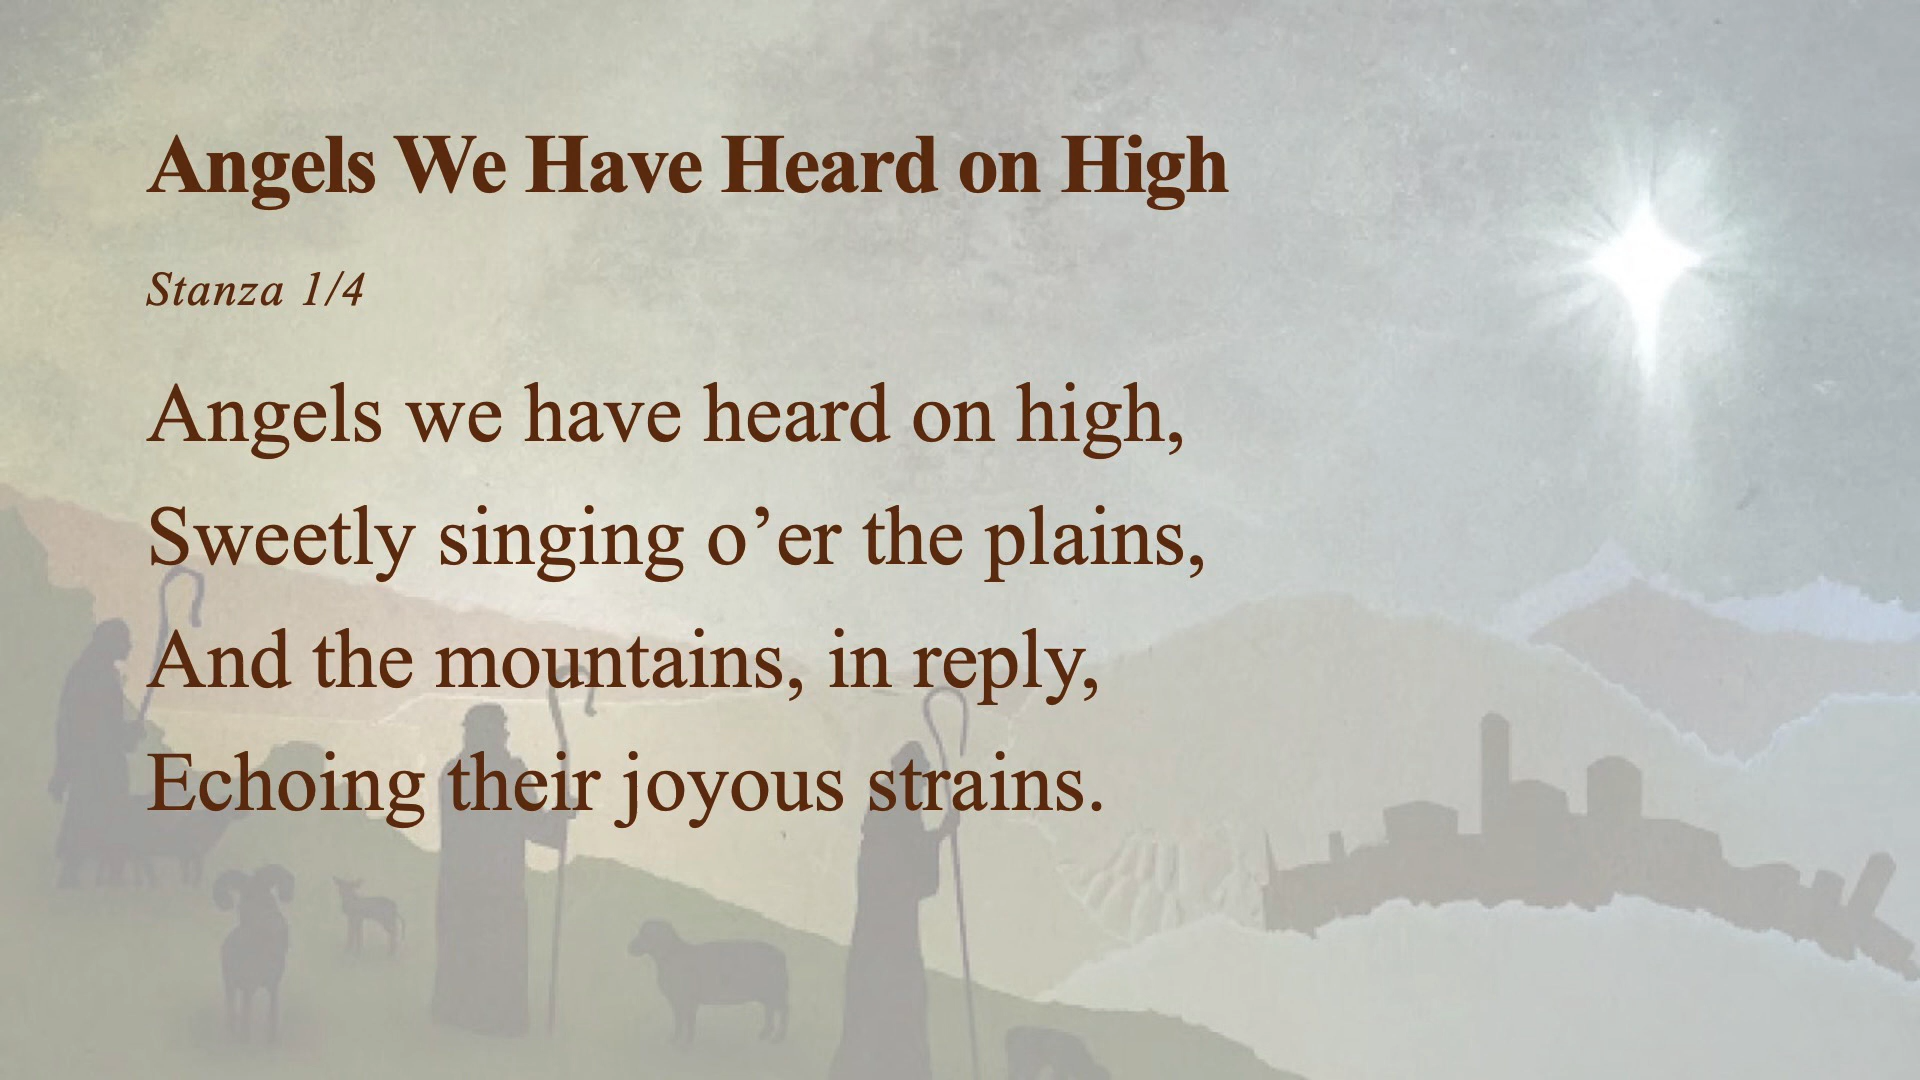 Angels We Have Heard on High
Stanza 1/4
Angels we have heard on high,
Sweetly singing o’er the plains,
And the mountains, in reply,
Echoing their joyous strains.